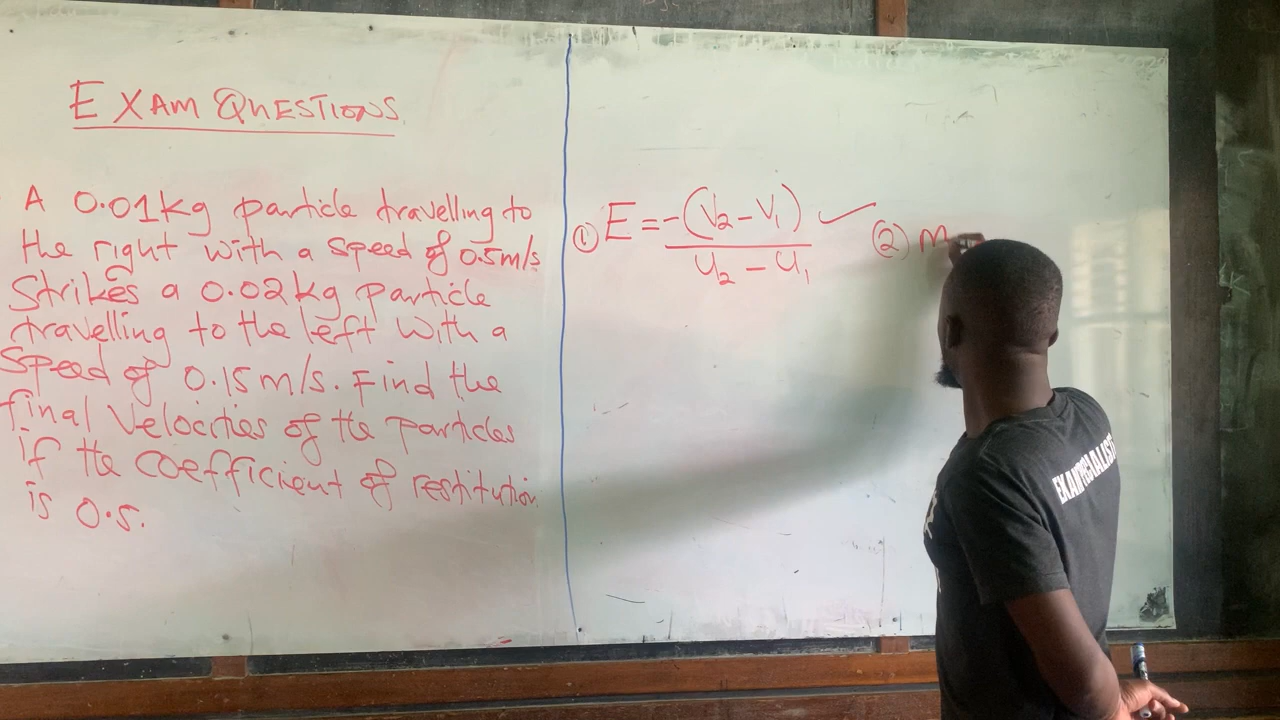 EXAM QUESTIONS
A 0.01kg particle travelling to
the right with a speed of 0.5m/s
Strikes a 0.02kg particle
travelling to the left with a
Speed of 0.15m/s. Find the
final Velocities of the particles
if the coefficient of restitution
is 0.5.
① E = -(V₂-V₁) / U₂ - U₁ ✓ ② m
EXAM SPECIALIST